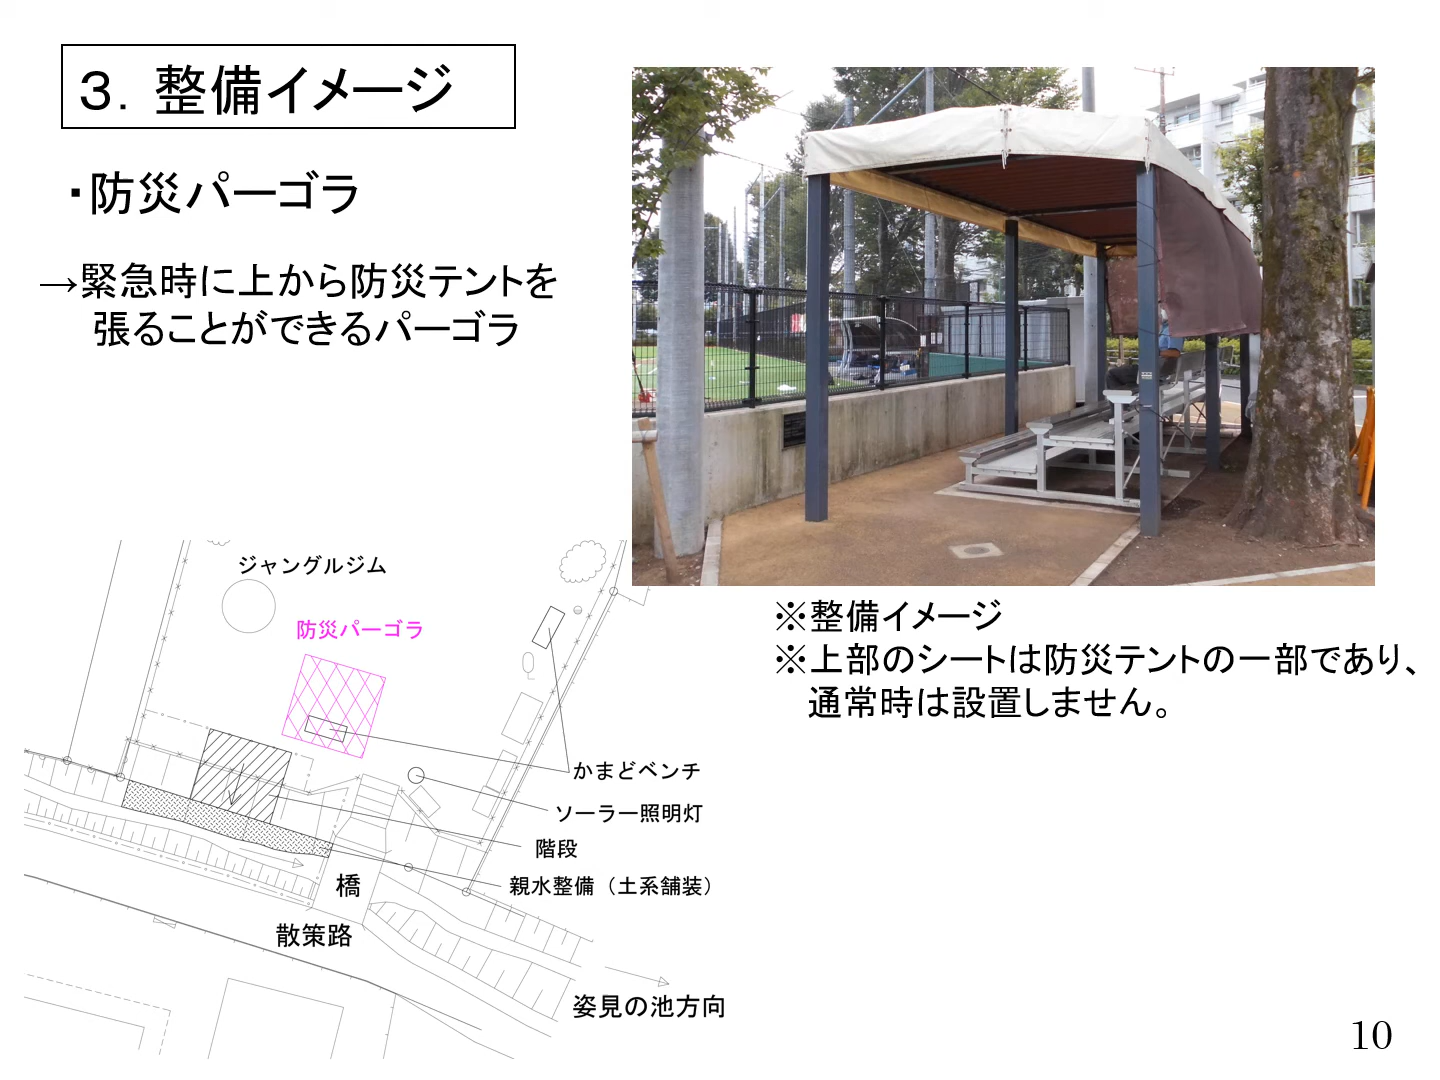 ３．整備イメージ
・防災パーゴラ
→緊急時に上から防災テントを
張ることができるパーゴラ
※整備イメージ
※上部のシートは防災テントの一部であり、
通常時は設置しません。
ジャングルジム
防災パーゴラ
かまどベンチ
ソーラー照明灯
階段
親水整備（土系舗装）
橋
散策路
姿見の池方向
10